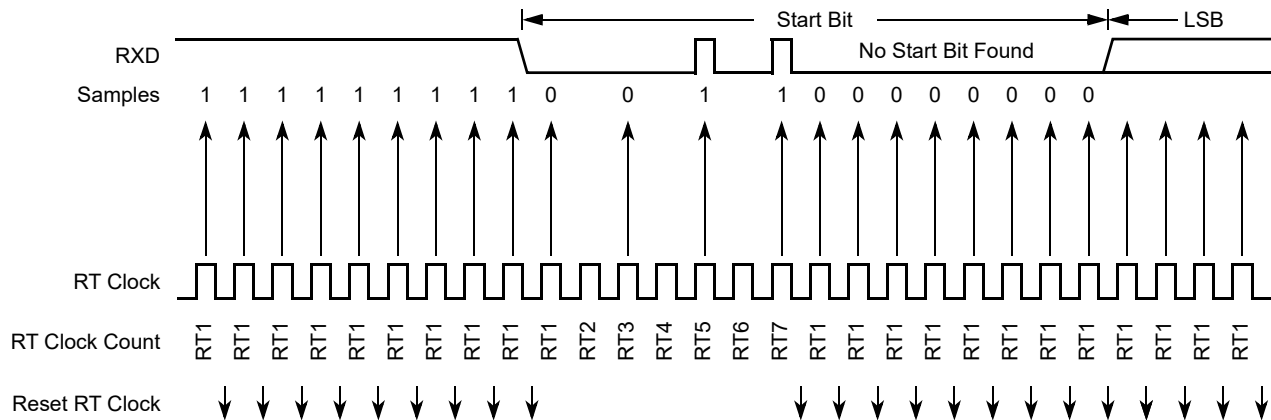 Start Bit LSB
RXD No Start Bit Found
Samples 1 1 1 1 1 1 1 1 1 0 0 1 1 0 0 0 0 0 0 0 0
RT Clock
RT Clock Count RT1 RT1 RT1 RT1 RT1 RT1 RT1 RT1 RT1 RT1 RT2 RT3 RT4 RT5 RT6 RT7 RT1 RT1 RT1 RT1 RT1 RT1 RT1 RT1 RT1 RT1 RT1 RT1
Reset RT Clock